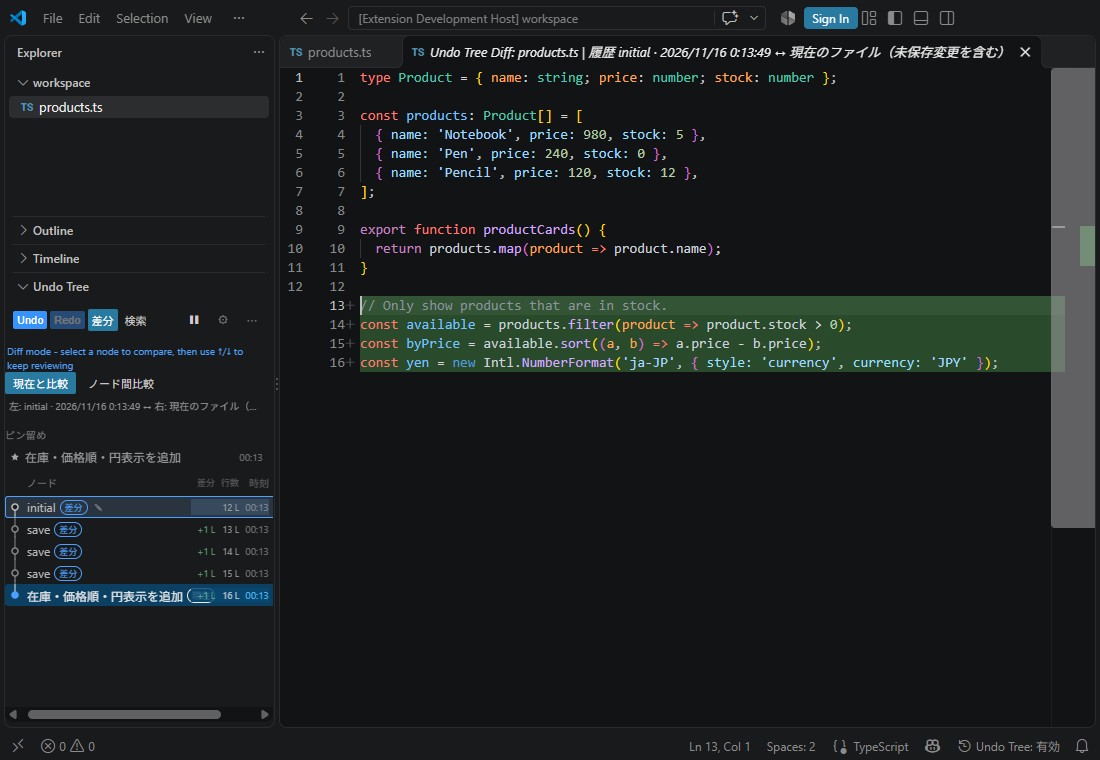 File Edit Selection View ···
[Extension Development Host] workspace
Sign In
Explorer
workspace
TS products.ts
Outline
Timeline
Undo Tree
Undo Redo 差分 検索
Diff mode - select a node to compare, then use ↑/↓ to
keep reviewing
現在と比較 ノード間比較
左: initial · 2026/11/16 0:13:49 ↔ 右: 現在のファイル（...
ピン留め
★ 在庫・価格順・円表示を追加 00:13
ノード 差分 行数 時刻
initial 差分 12 L 00:13
save 差分 +1 L 13 L 00:13
save 差分 +1 L 14 L 00:13
save 差分 +1 L 15 L 00:13
在庫・価格順・円表示を追加 +1 L 16 L 00:13
TS products.ts
TS Undo Tree Diff: products.ts | 履歴 initial · 2026/11/16 0:13:49 ↔ 現在のファイル（未保存変更を含む）
1 1 type Product = { name: string; price: number; stock: number };
2 2
3 3 const products: Product[] = [
4 4 { name: 'Notebook', price: 980, stock: 5 },
5 5 { name: 'Pen', price: 240, stock: 0 },
6 6 { name: 'Pencil', price: 120, stock: 12 },
7 7 ];
8 8
9 9 export function productCards() {
10 10 return products.map(product => product.name);
11 11 }
12 12
13+ // Only show products that are in stock.
14+ const available = products.filter(product => product.stock > 0);
15+ const byPrice = available.sort((a, b) => a.price - b.price);
16+ const yen = new Intl.NumberFormat('ja-JP', { style: 'currency', currency: 'JPY' });
0 0
Ln 13, Col 1 Spaces: 2 { } TypeScript Undo Tree: 有効